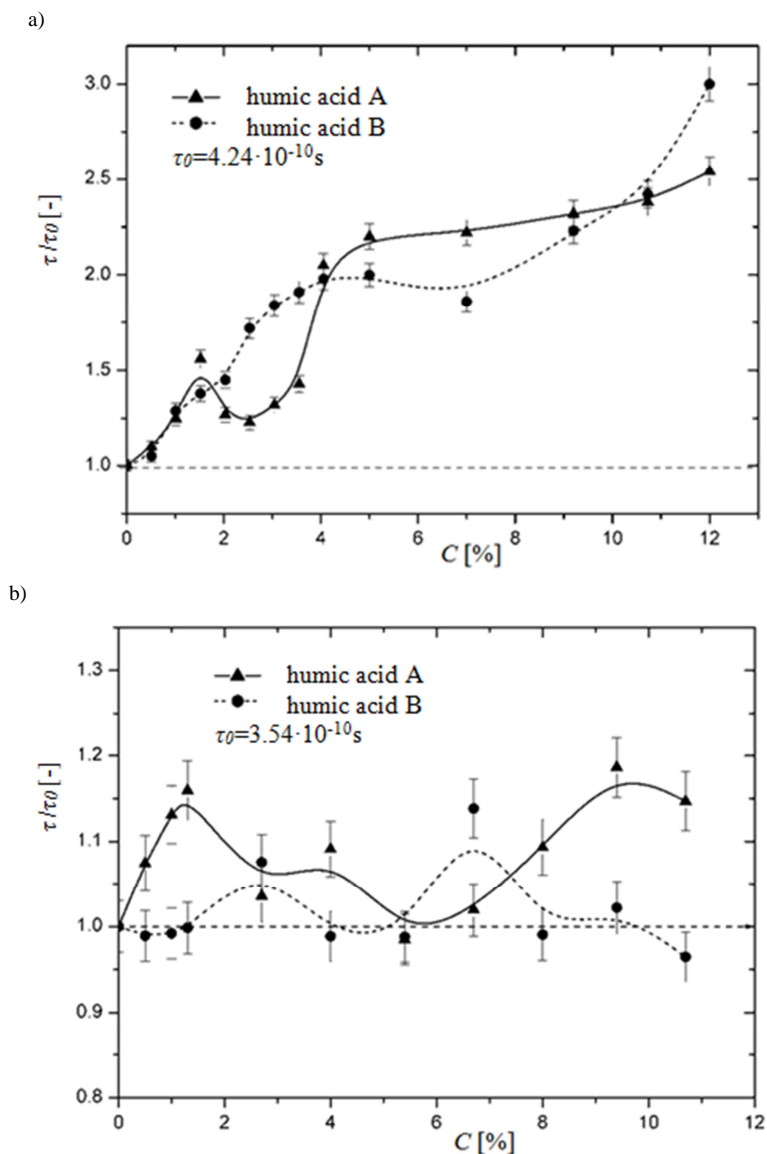 a)
3.0
2.5
2.0
1.5
1.0
τ/τ0 [-]
humic acid A
humic acid B
τ0=4.24·10-10s
0 2 4 6 8 10 12
C [%]
b)
1.3
1.2
1.1
1.0
0.9
0.8
τ/τ0 [-]
humic acid A
humic acid B
τ0=3.54·10-10s
0 2 4 6 8 10 12
C [%]